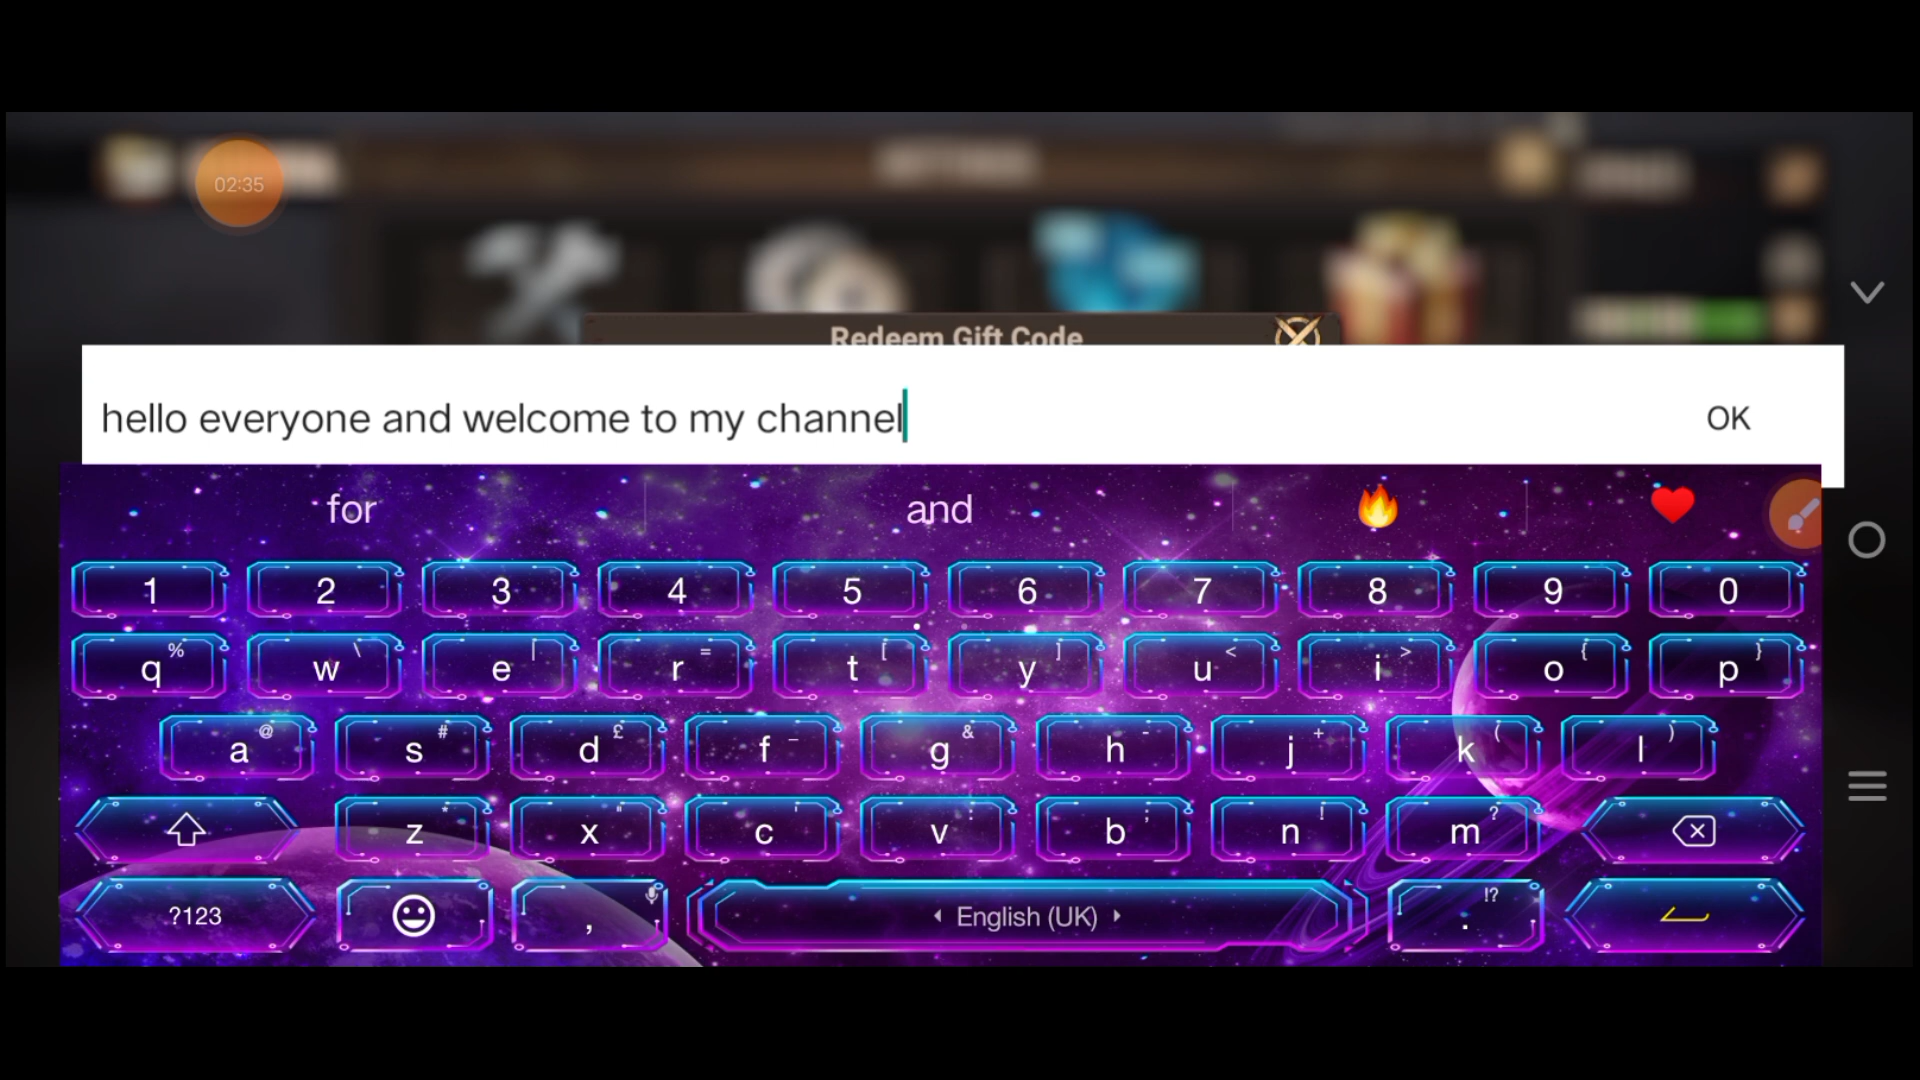 02:35
Redeem Gift Code
hello everyone and welcome to my channel
OK
for and
1 2 3 4 5 6 7 8 9 0
q % w \ e | r = t [ y ] u < i > o { p }
a @ s # d £ f _ g & h - j + k ( l )
z * x " c ' v : b ; n ! m ?
?123 , English (UK) . !?